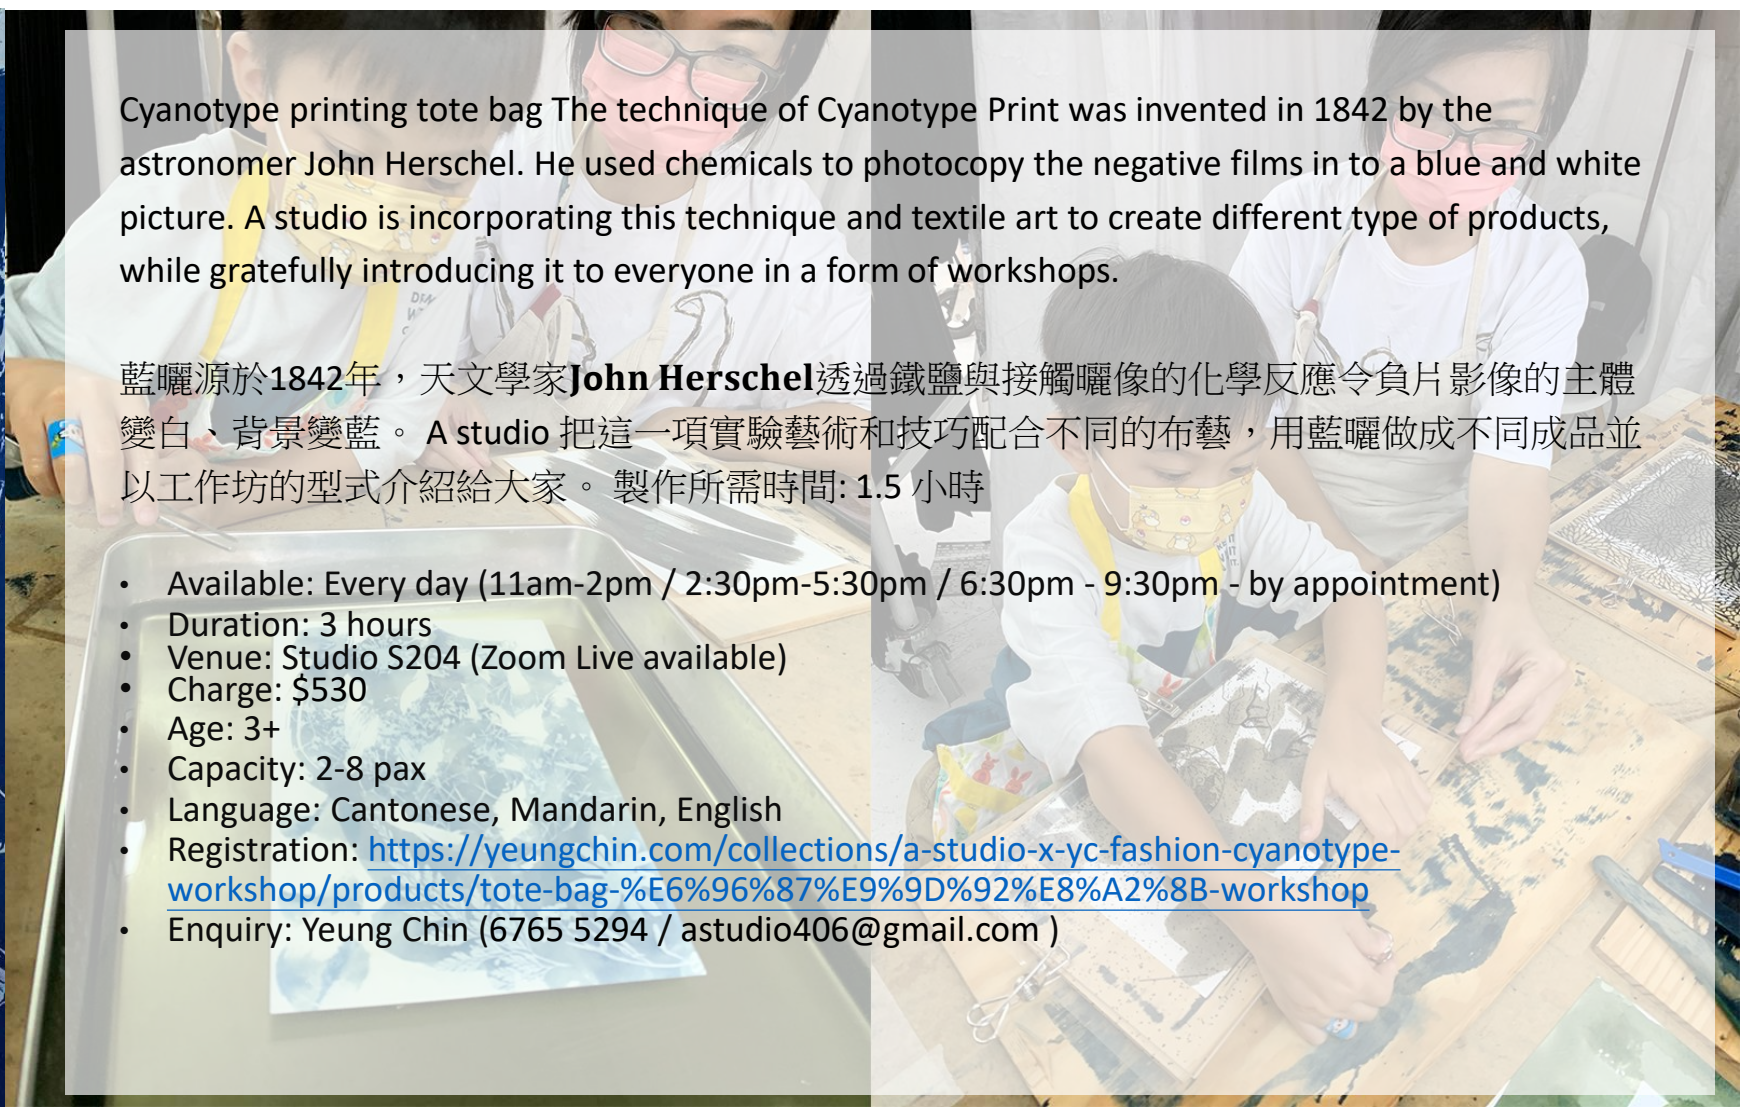 Cyanotype printing tote bag The technique of Cyanotype Print was invented in 1842 by the
astronomer John Herschel. He used chemicals to photocopy the negative films in to a blue and white
picture. A studio is incorporating this technique and textile art to create different type of products,
while gratefully introducing it to everyone in a form of workshops.
藍曬源於1842年，天文學家John Herschel透過鐵鹽與接觸曬像的化學反應令負片影像的主體
變白、背景變藍。 A studio 把這一項實驗藝術和技巧配合不同的布藝，用藍曬做成不同成品並
以工作坊的型式介紹給大家。 製作所需時間: 1.5 小時
• Available: Every day (11am-2pm / 2:30pm-5:30pm / 6:30pm - 9:30pm - by appointment)
• Duration: 3 hours
• Venue: Studio S204 (Zoom Live available)
• Charge: $530
• Age: 3+
• Capacity: 2-8 pax
• Language: Cantonese, Mandarin, English
• Registration: https://yeungchin.com/collections/a-studio-x-yc-fashion-cyanotype-
workshop/products/tote-bag-%E6%96%87%E9%9D%92%E8%A2%8B-workshop
• Enquiry: Yeung Chin (6765 5294 / astudio406@gmail.com )